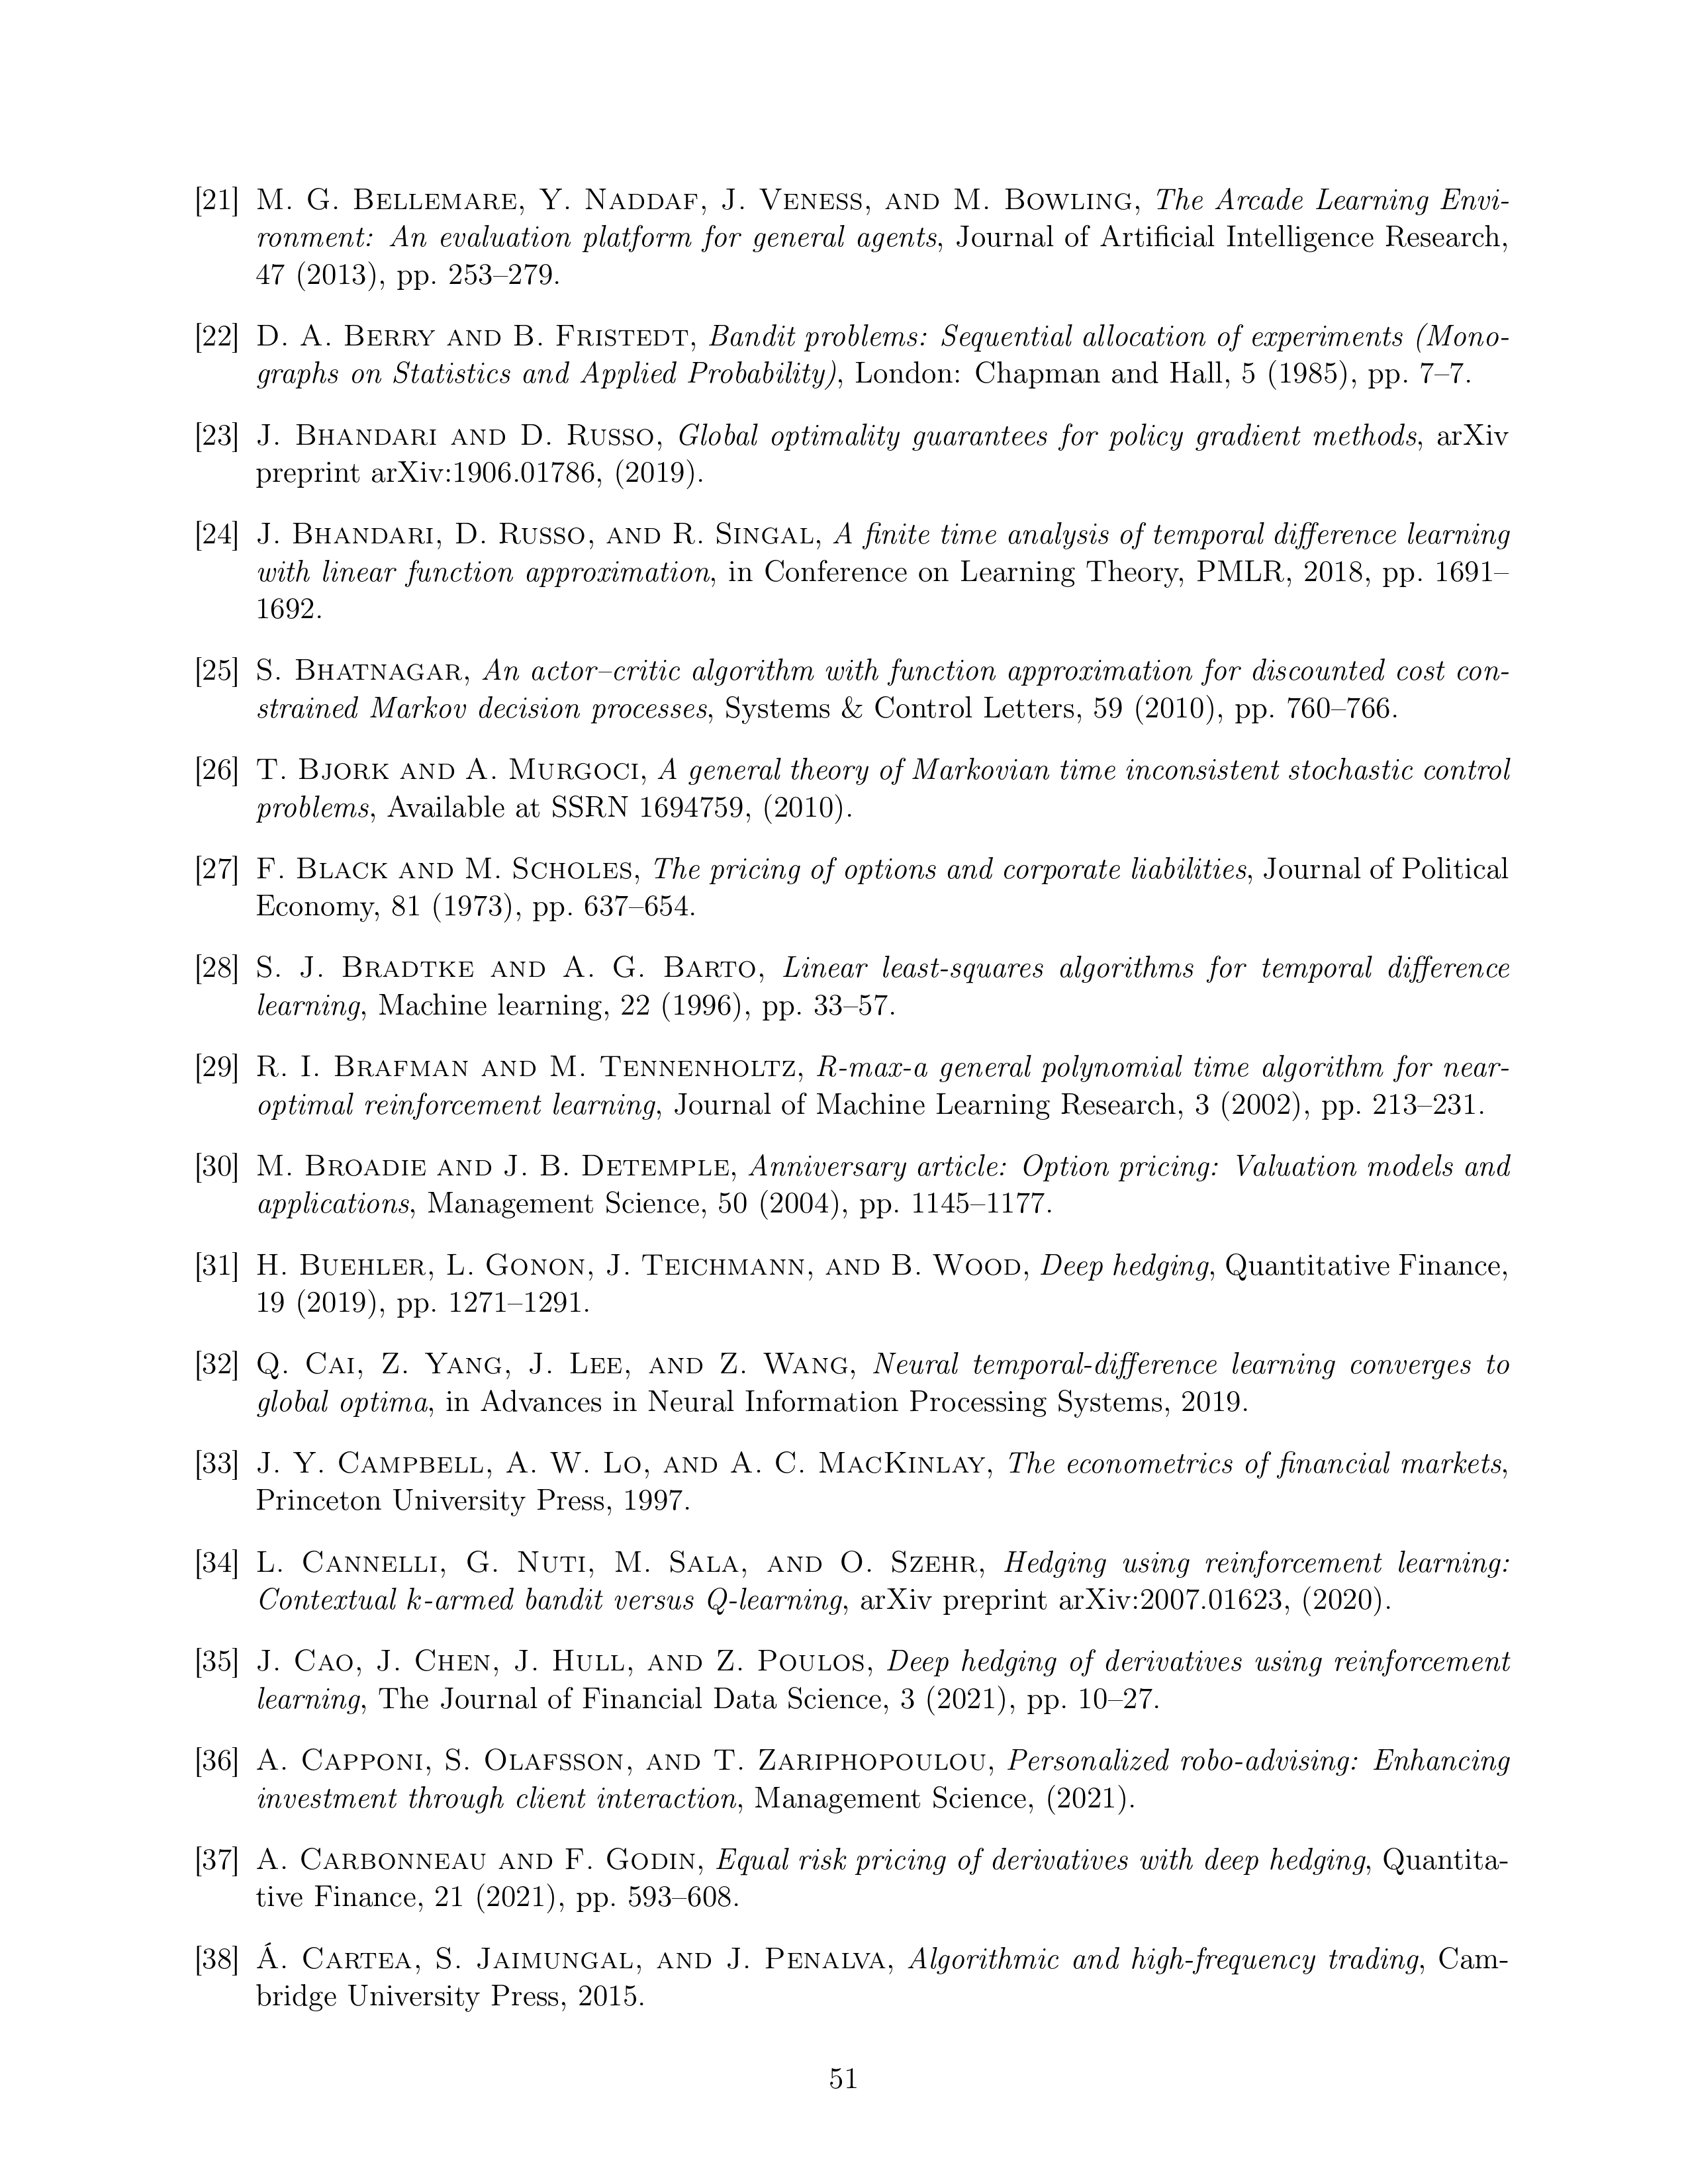 [21] M. G. Bellemare, Y. Naddaf, J. Veness, and M. Bowling, The Arcade Learning Envi-
ronment: An evaluation platform for general agents, Journal of Artificial Intelligence Research,
47 (2013), pp. 253–279.
[22] D. A. Berry and B. Fristedt, Bandit problems: Sequential allocation of experiments (Mono-
graphs on Statistics and Applied Probability), London: Chapman and Hall, 5 (1985), pp. 7–7.
[23] J. Bhandari and D. Russo, Global optimality guarantees for policy gradient methods, arXiv
preprint arXiv:1906.01786, (2019).
[24] J. Bhandari, D. Russo, and R. Singal, A finite time analysis of temporal difference learning
with linear function approximation, in Conference on Learning Theory, PMLR, 2018, pp. 1691–
1692.
[25] S. Bhatnagar, An actor–critic algorithm with function approximation for discounted cost con-
strained Markov decision processes, Systems & Control Letters, 59 (2010), pp. 760–766.
[26] T. Bjork and A. Murgoci, A general theory of Markovian time inconsistent stochastic control
problems, Available at SSRN 1694759, (2010).
[27] F. Black and M. Scholes, The pricing of options and corporate liabilities, Journal of Political
Economy, 81 (1973), pp. 637–654.
[28] S. J. Bradtke and A. G. Barto, Linear least-squares algorithms for temporal difference
learning, Machine learning, 22 (1996), pp. 33–57.
[29] R. I. Brafman and M. Tennenholtz, R-max-a general polynomial time algorithm for near-
optimal reinforcement learning, Journal of Machine Learning Research, 3 (2002), pp. 213–231.
[30] M. Broadie and J. B. Detemple, Anniversary article: Option pricing: Valuation models and
applications, Management Science, 50 (2004), pp. 1145–1177.
[31] H. Buehler, L. Gonon, J. Teichmann, and B. Wood, Deep hedging, Quantitative Finance,
19 (2019), pp. 1271–1291.
[32] Q. Cai, Z. Yang, J. Lee, and Z. Wang, Neural temporal-difference learning converges to
global optima, in Advances in Neural Information Processing Systems, 2019.
[33] J. Y. Campbell, A. W. Lo, and A. C. MacKinlay, The econometrics of financial markets,
Princeton University Press, 1997.
[34] L. Cannelli, G. Nuti, M. Sala, and O. Szehr, Hedging using reinforcement learning:
Contextual k-armed bandit versus Q-learning, arXiv preprint arXiv:2007.01623, (2020).
[35] J. Cao, J. Chen, J. Hull, and Z. Poulos, Deep hedging of derivatives using reinforcement
learning, The Journal of Financial Data Science, 3 (2021), pp. 10–27.
[36] A. Capponi, S. Olafsson, and T. Zariphopoulou, Personalized robo-advising: Enhancing
investment through client interaction, Management Science, (2021).
[37] A. Carbonneau and F. Godin, Equal risk pricing of derivatives with deep hedging, Quantita-
tive Finance, 21 (2021), pp. 593–608.
[38] Á. Cartea, S. Jaimungal, and J. Penalva, Algorithmic and high-frequency trading, Cam-
bridge University Press, 2015.
51